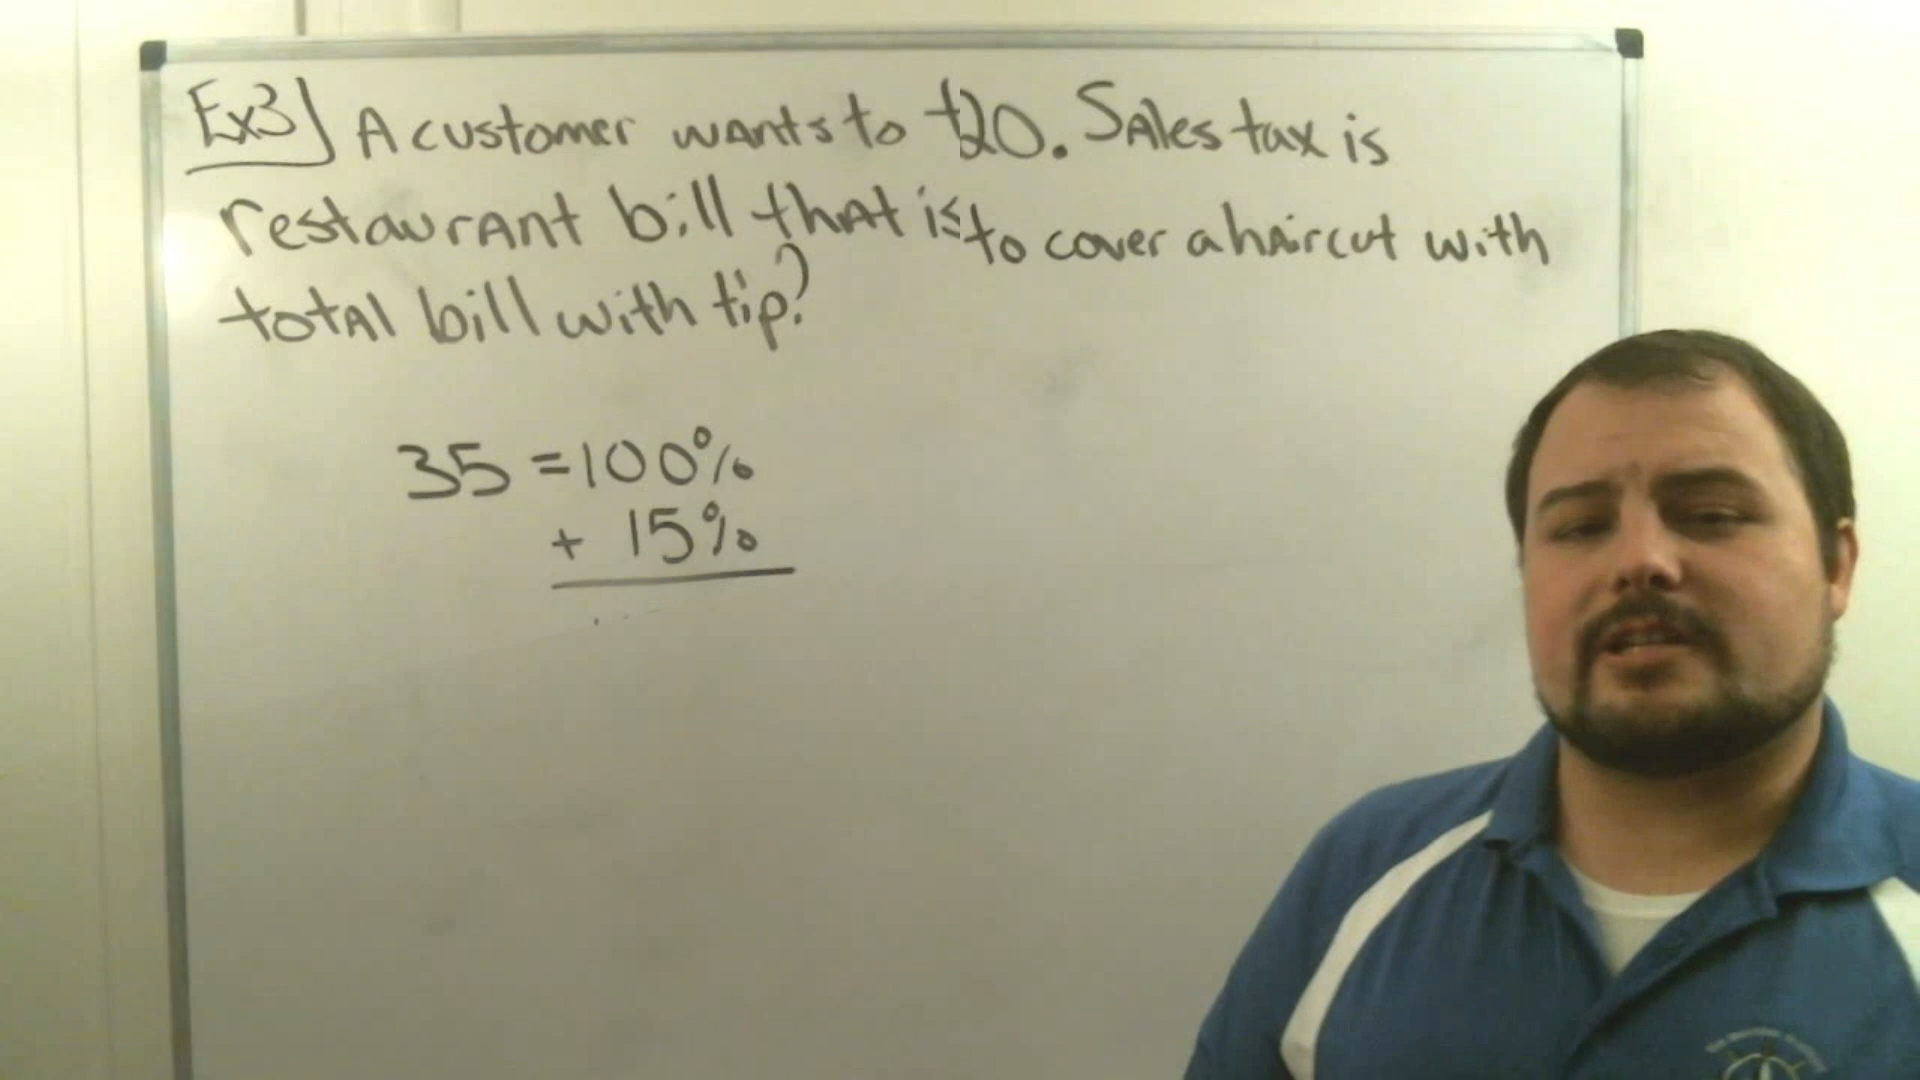 Ex3) A customer wants to t20. Sales tax is
restaurant bill that is to cover a haircut with
total bill with tip?
35 = 100%
+ 15%